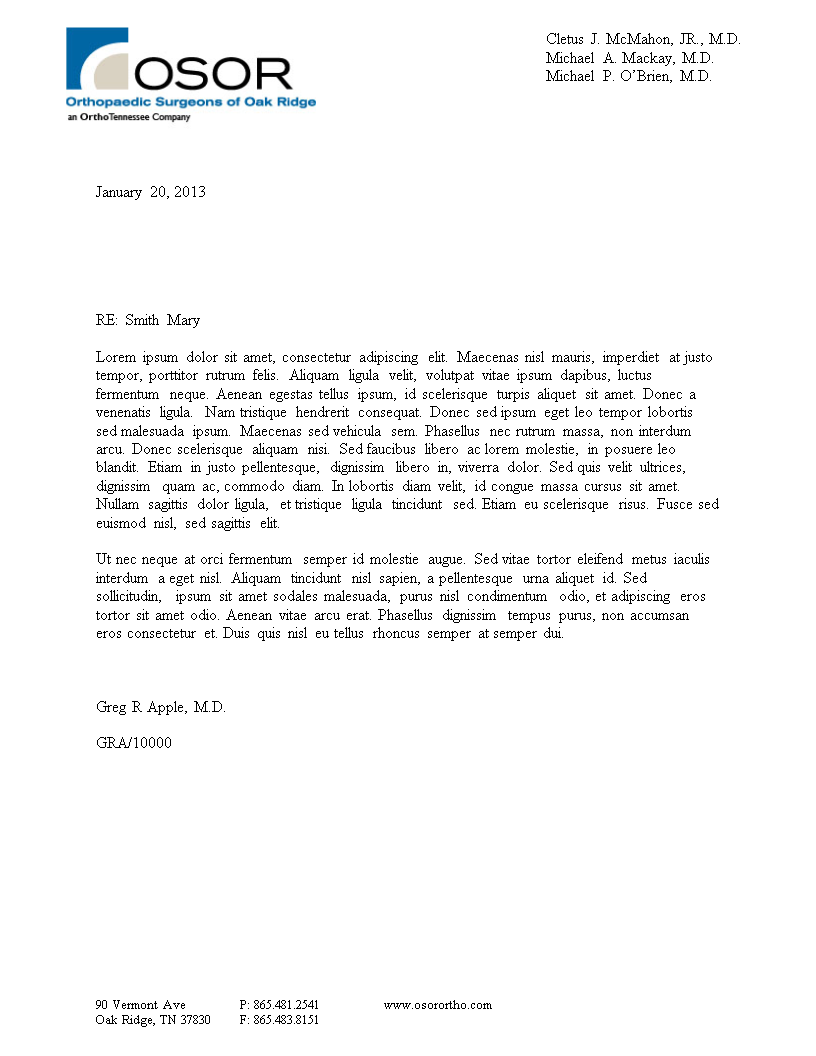 OSOR
Orthopaedic Surgeons of Oak Ridge
an OrthoTennessee Company
Cletus J. McMahon, JR., M.D.
Michael A. Mackay, M.D.
Michael P. O’Brien, M.D.
January 20, 2013
RE: Smith Mary
Lorem ipsum dolor sit amet, consectetur adipiscing elit. Maecenas nisl mauris, imperdiet at justo
tempor, porttitor rutrum felis. Aliquam ligula velit, volutpat vitae ipsum dapibus, luctus
fermentum neque. Aenean egestas tellus ipsum, id scelerisque turpis aliquet sit amet. Donec a
venenatis ligula. Nam tristique hendrerit consequat. Donec sed ipsum eget leo tempor lobortis
sed malesuada ipsum. Maecenas sed vehicula sem. Phasellus nec rutrum massa, non interdum
arcu. Donec scelerisque aliquam nisi. Sed faucibus libero ac lorem molestie, in posuere leo
blandit. Etiam in justo pellentesque, dignissim libero in, viverra dolor. Sed quis velit ultrices,
dignissim quam ac, commodo diam. In lobortis diam velit, id congue massa cursus sit amet.
Nullam sagittis dolor ligula, et tristique ligula tincidunt sed. Etiam eu scelerisque risus. Fusce sed
euismod nisl, sed sagittis elit.
Ut nec neque at orci fermentum semper id molestie augue. Sed vitae tortor eleifend metus iaculis
interdum a eget nisl. Aliquam tincidunt nisl sapien, a pellentesque urna aliquet id. Sed
sollicitudin, ipsum sit amet sodales malesuada, purus nisl condimentum odio, et adipiscing eros
tortor sit amet odio. Aenean vitae arcu erat. Phasellus dignissim tempus purus, non accumsan
eros consectetur et. Duis quis nisl eu tellus rhoncus semper at semper dui.
Greg R Apple, M.D.
GRA/10000
90 Vermont Ave P: 865.481.2541 www.osorortho.com
Oak Ridge, TN 37830 F: 865.483.8151